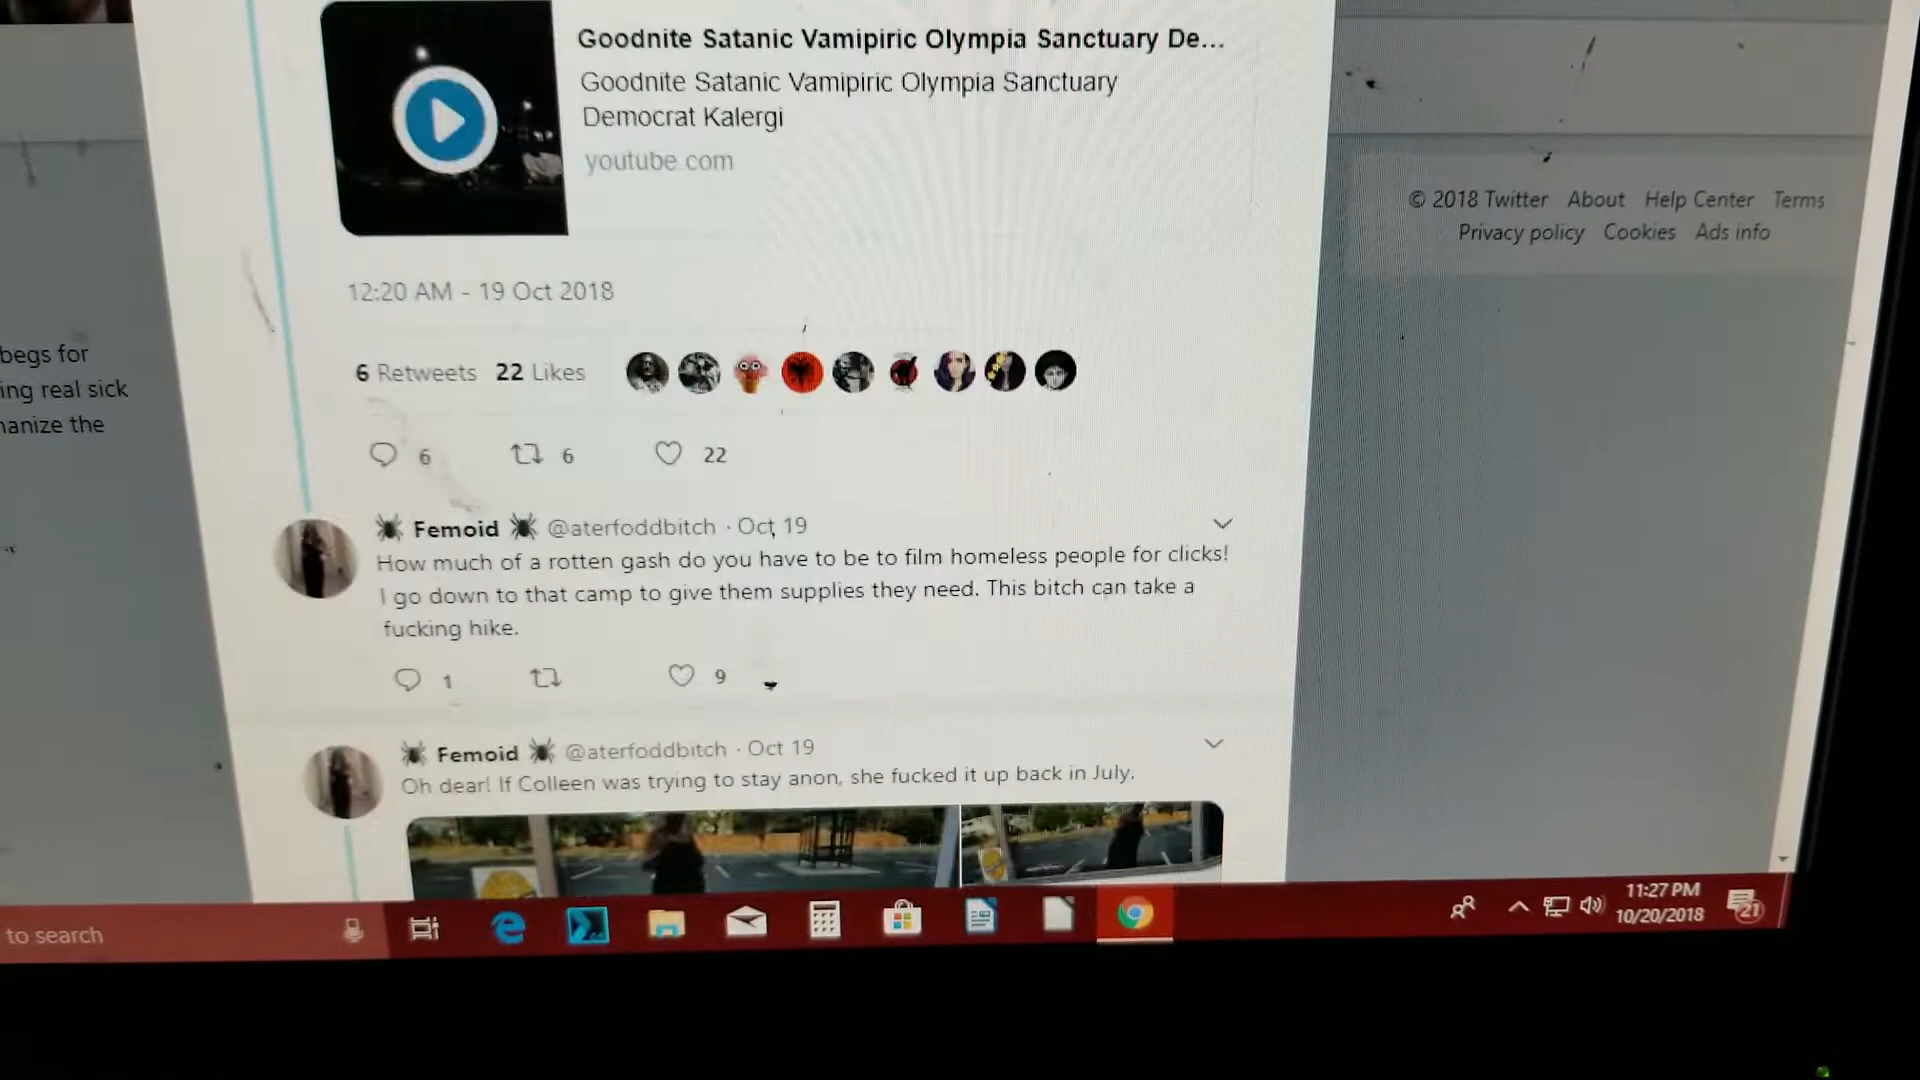 Goodnite Satanic Vamipiric Olympia Sanctuary De...
Goodnite Satanic Vamipiric Olympia Sanctuary
Democrat Kalergi
youtube.com
© 2018 Twitter About Help Center Terms
Privacy policy Cookies Ads info
12:20 AM - 19 Oct 2018
begs for
ing real sick
manize the
6 Retweets 22 Likes
6 6 22
Femoid @aterfoddbitch · Oct 19
How much of a rotten gash do you have to be to film homeless people for clicks!
I go down to that camp to give them supplies they need. This bitch can take a
fucking hike.
1 9
Femoid @aterfoddbitch · Oct 19
Oh dear! If Colleen was trying to stay anon, she fucked it up back in July.
to search
11:27 PM
10/20/2018
21